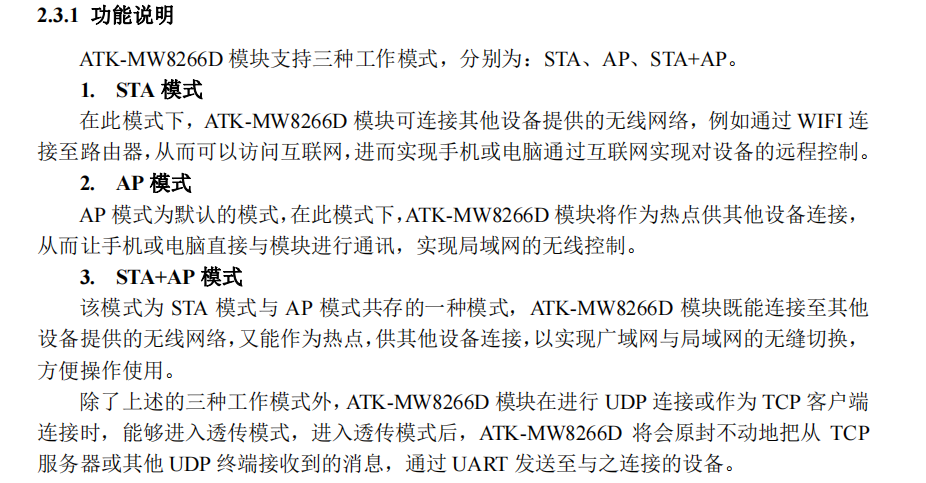 2.3.1 功能说明
ATK-MW8266D 模块支持三种工作模式，分别为：STA、AP、STA+AP。
1. STA 模式
在此模式下，ATK-MW8266D 模块可连接其他设备提供的无线网络，例如通过 WIFI 连
接至路由器，从而可以访问互联网，进而实现手机或电脑通过互联网实现对设备的远程控制。
2. AP 模式
AP 模式为默认的模式，在此模式下，ATK-MW8266D 模块将作为热点供其他设备连接，
从而让手机或电脑直接与模块进行通讯，实现局域网的无线控制。
3. STA+AP 模式
该模式为 STA 模式与 AP 模式共存的一种模式，ATK-MW8266D 模块既能连接至其他
设备提供的无线网络，又能作为热点，供其他设备连接，以实现广域网与局域网的无缝切换，
方便操作使用。
除了上述的三种工作模式外，ATK-MW8266D 模块在进行 UDP 连接或作为 TCP 客户端
连接时，能够进入透传模式，进入透传模式后，ATK-MW8266D 将会原封不动地把从 TCP
服务器或其他 UDP 终端接收到的消息，通过 UART 发送至与之连接的设备。